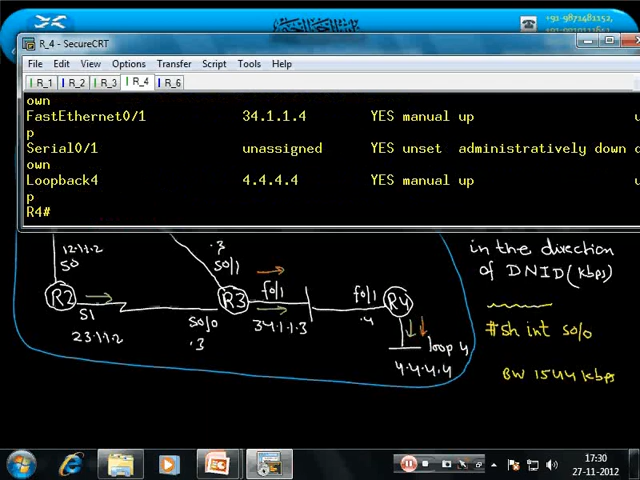 +91-9871481152,
R_4 - SecureCRT
File Edit View Options Transfer Script Tools Help
R_1 R_2 R_3 R_4 R_6
own
FastEthernet0/1 34.1.1.4 YES manual up u
p
Serial0/1 unassigned YES unset administratively down d
own
Loopback4 4.4.4.4 YES manual up u
p
R4#
12.1.1.2
S0
.3
S0/1
in the direction
of DNID (kbps)
R2
S1
23.1.1.2
S0/0
.3
R3
f0/1
34.1.1.3
f0/1
.4
R4
loop 4
4.4.4.4
#sh int S0/0
BW 1544 kbps
17:30
27-11-2012